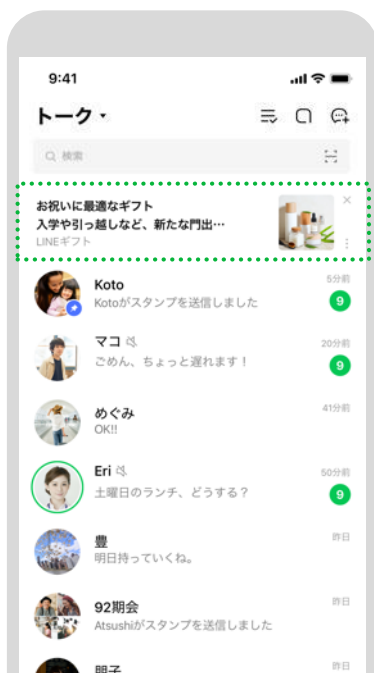 9:41
トーク
検索
お祝いに最適なギフト
入学や引っ越しなど、新たな門出…
LINEギフト
Koto
5分前
Kotoがスタンプを送信しました
9
マコ
20分前
ごめん、ちょっと遅れます！
9
めぐみ
41分前
OK!!
Eri
50分前
土曜日のランチ、どうする？
9
豊
昨日
明日持っていくね。
92期会
昨日
Atsushiがスタンプを送信しました
昨日
朋子